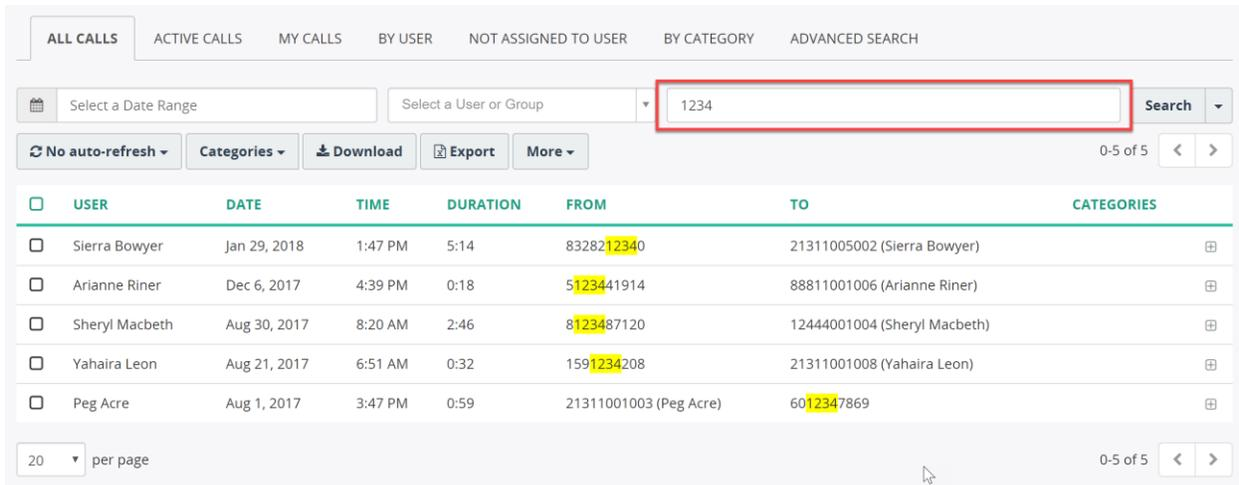 ALL CALLS ACTIVE CALLS MY CALLS BY USER NOT ASSIGNED TO USER BY CATEGORY ADVANCED SEARCH
Select a Date Range Select a User or Group 1234 Search
No auto-refresh Categories Download Export More 0-5 of 5
USER DATE TIME DURATION FROM TO CATEGORIES
Sierra Bowyer Jan 29, 2018 1:47 PM 5:14 8328212340 21311005002 (Sierra Bowyer)
Arianne Riner Dec 6, 2017 4:39 PM 0:18 5123441914 88811001006 (Arianne Riner)
Sheryl Macbeth Aug 30, 2017 8:20 AM 2:46 8123487120 12444001004 (Sheryl Macbeth)
Yahaira Leon Aug 21, 2017 6:51 AM 0:32 1591234208 21311001008 (Yahaira Leon)
Peg Acre Aug 1, 2017 3:47 PM 0:59 21311001003 (Peg Acre) 6012347869
20 per page 0-5 of 5